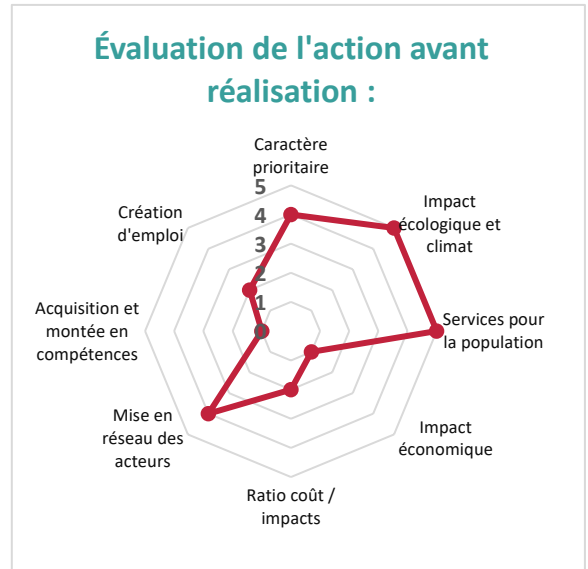 Évaluation de l'action avant
réalisation :
Caractère
prioritaire
Impact
écologique et
climat
Services pour
la population
Impact
économique
Ratio coût /
impacts
Mise en
réseau des
acteurs
Acquisition et
montée en
compétences
Création
d'emploi
5
4
3
2
1
0